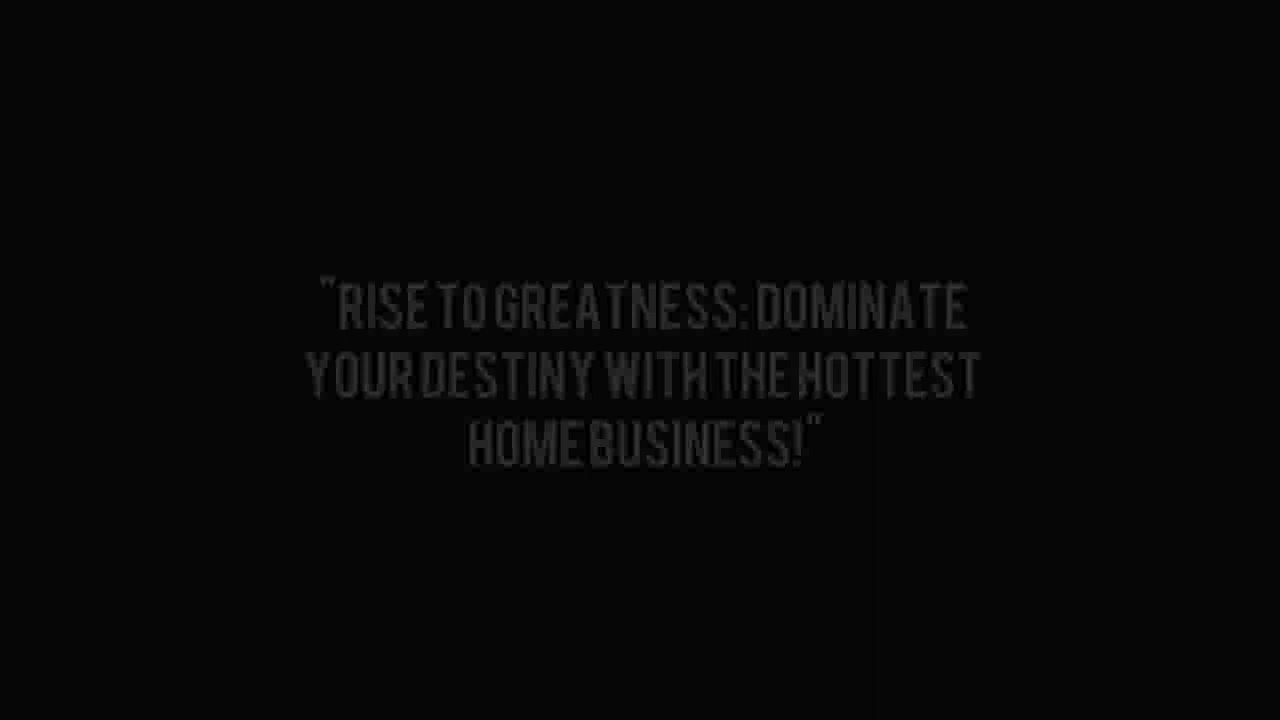 "RISE TO GREATNESS: DOMINATE
YOUR DESTINY WITH THE HOTTEST
HOME BUSINESS!"